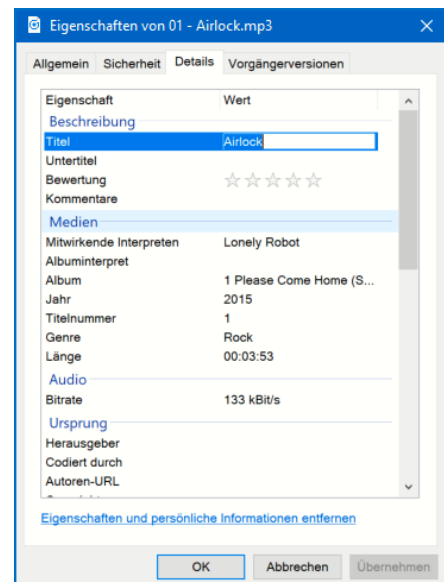 Eigenschaften von 01 - Airlock.mp3
Allgemein Sicherheit Details Vorgängerversionen
Eigenschaft Wert
Beschreibung
Titel Airlock
Untertitel
Bewertung
Kommentare
Medien
Mitwirkende Interpreten Lonely Robot
Albuminterpret
Album 1 Please Come Home (S...
Jahr 2015
Titelnummer 1
Genre Rock
Länge 00:03:53
Audio
Bitrate 133 kBit/s
Ursprung
Herausgeber
Codiert durch
Autoren-URL
Eigenschaften und persönliche Informationen entfernen
OK Abbrechen Übernehmen